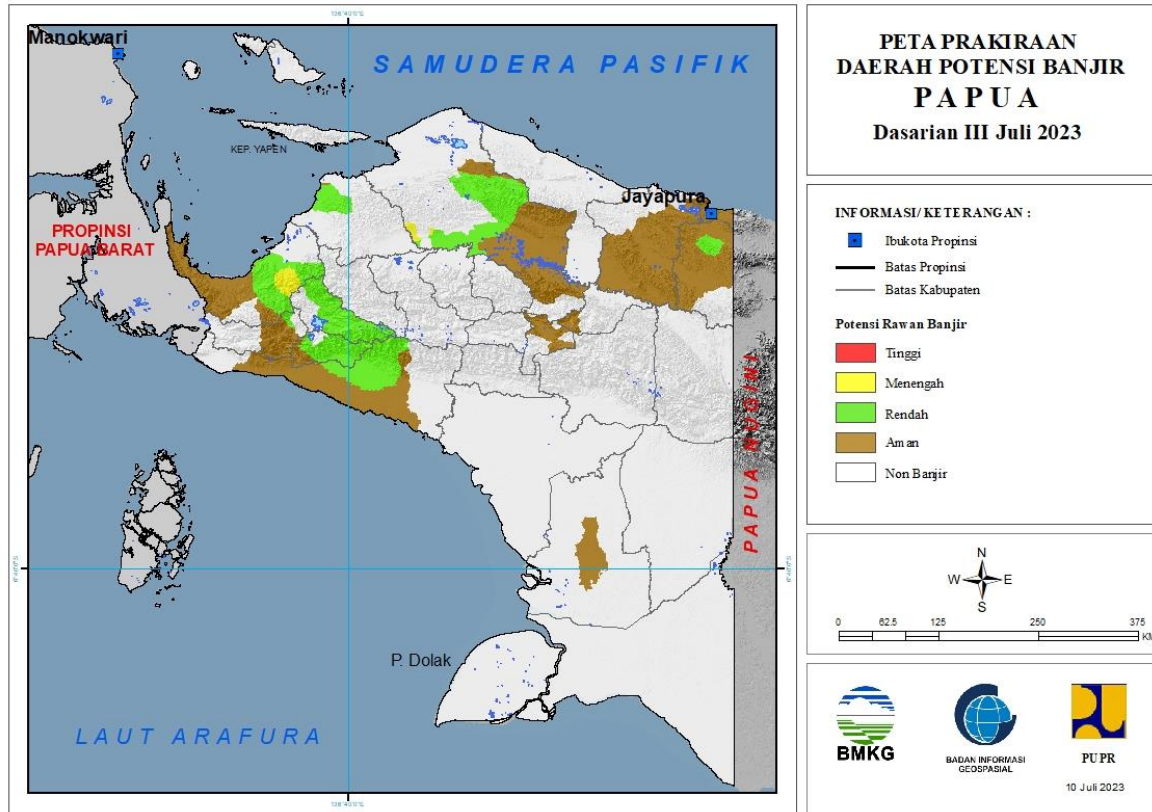 Manokwari
SAMUDERA PASIFIK
KEP. YAPEN
Jayapura
PROPINSI
PAPUA BARAT
PAPUA NUGINI
P. Dolak
LAUT ARAFURA
PETA PRAKIRAAN
DAERAH POTENSI BANJIR
PAPUA
Dasarian III Juli 2023
INFORMASI/ KETERANGAN :
Ibukota Propinsi
Batas Propinsi
Batas Kabupaten
Potensi Rawan Banjir
Tinggi
Menengah
Rendah
Aman
Non Banjir
N
W E
S
0 62.5 125 250 375
KM
BMKG
BADAN INFORMASI
GEOSPASIAL
PUPR
10 Juli 2023